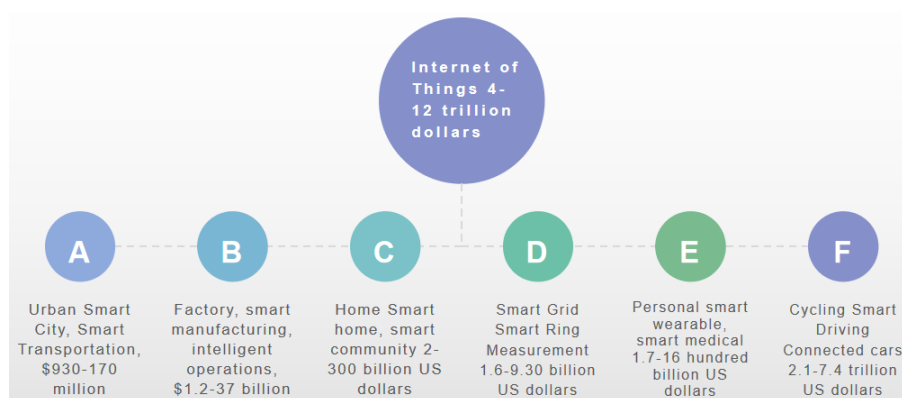 Internet of
Things 4-
12 trillion
dollars
A
B
C
D
E
F
Urban Smart
City, Smart
Transportation,
$930-170
million
Factory, smart
manufacturing,
intelligent
operations,
$1.2-37 billion
Home Smart
home, smart
community 2-
300 billion US
dollars
Smart Grid
Smart Ring
Measurement
1.6-9.30 billion
US dollars
Personal smart
wearable,
smart medical
1.7-16 hundred
billion US
dollars
Cycling Smart
Driving
Connected cars
2.1-7.4 trillion
US dollars